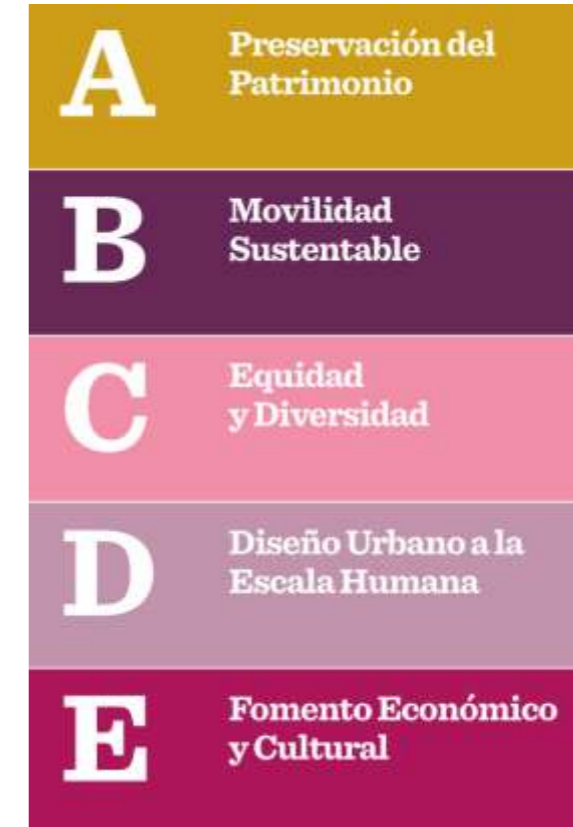 A
Preservación del
Patrimonio
B
Movilidad
Sustentable
C
Equidad
y Diversidad
D
Diseño Urbano a la
Escala Humana
E
Fomento Económico
y Cultural